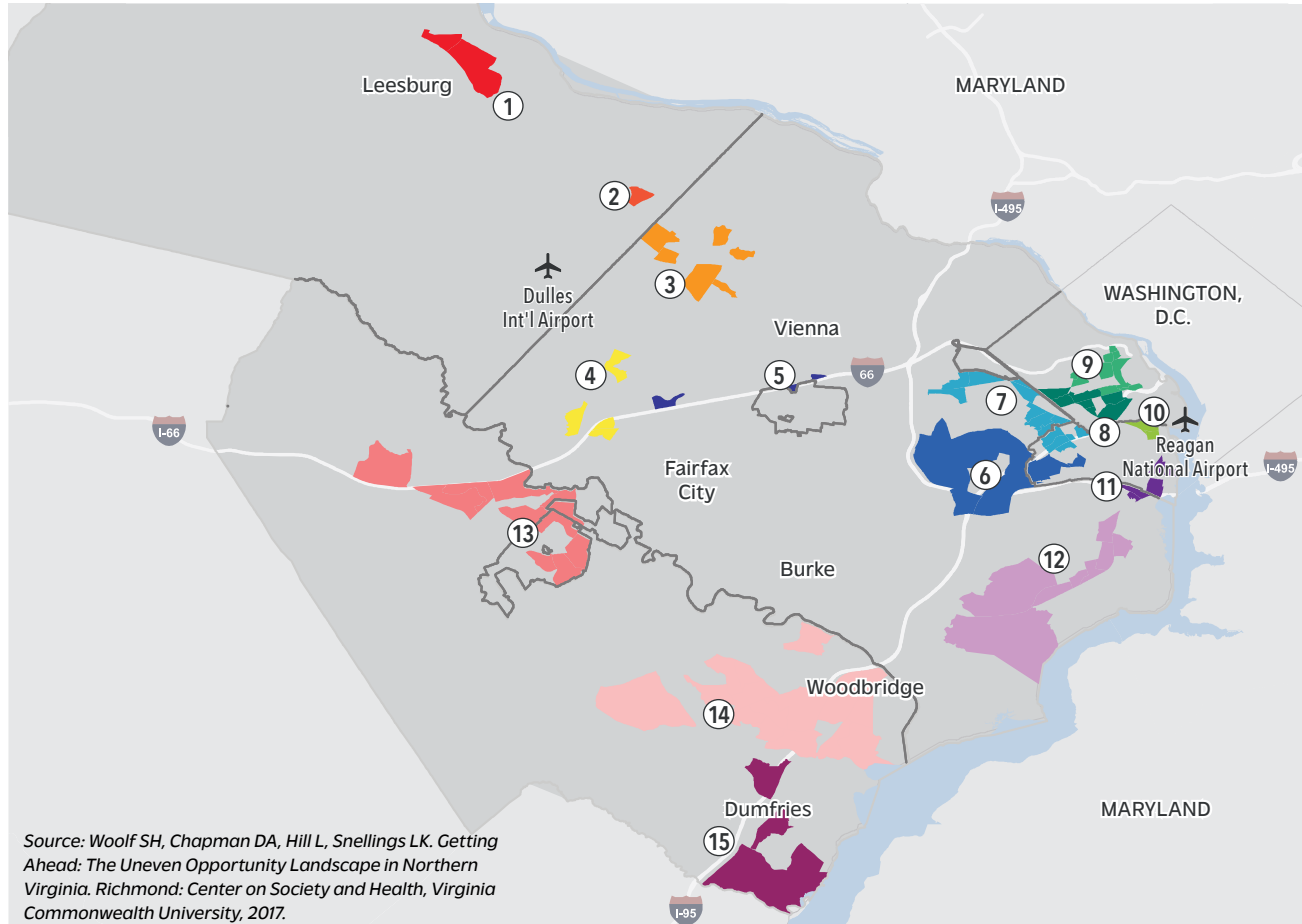 Leesburg
MARYLAND
1
2
I-495
3
Dulles
Int'l Airport
WASHINGTON,
D.C.
Vienna
4
5
66
7
9
10
8
Reagan
National Airport
I-66
Fairfax
City
6
11
I-495
13
12
Burke
Woodbridge
14
Dumfries
MARYLAND
15
I-95
Source: Woolf SH, Chapman DA, Hill L, Snellings LK. Getting
Ahead: The Uneven Opportunity Landscape in Northern
Virginia. Richmond: Center on Society and Health, Virginia
Commonwealth University, 2017.